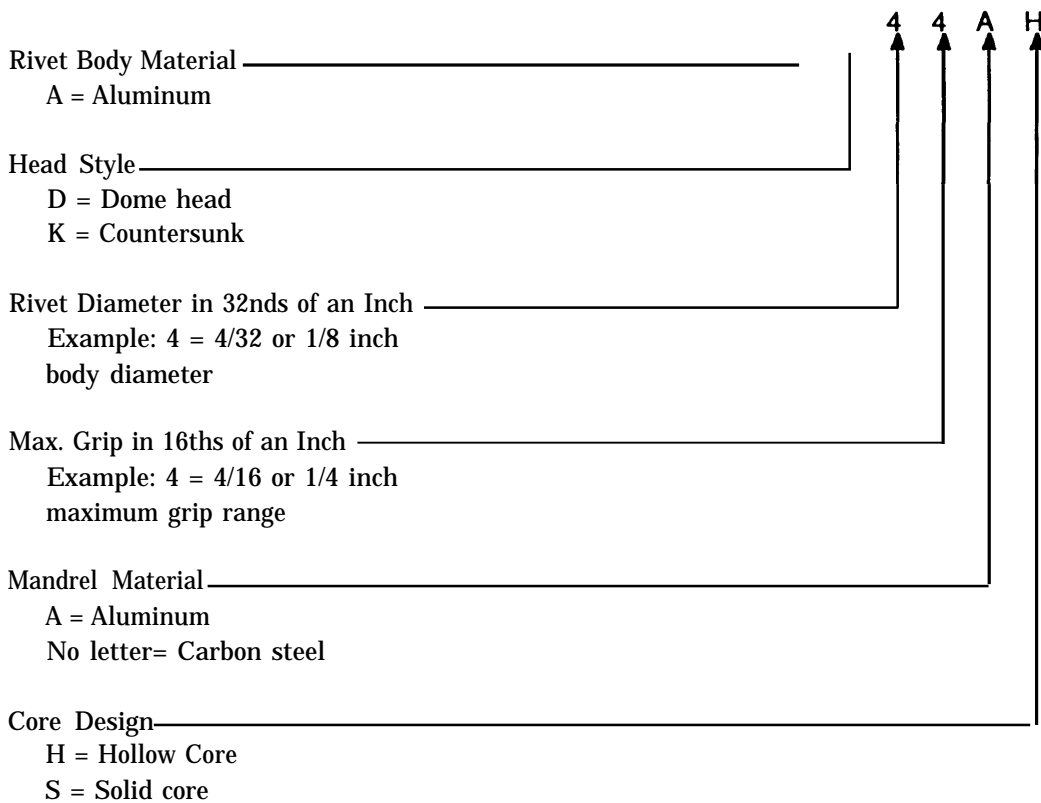 4 4 A H
Rivet Body Material
A = Aluminum
Head Style
D = Dome head
K = Countersunk
Rivet Diameter in 32nds of an Inch
Example: 4 = 4/32 or 1/8 inch
body diameter
Max. Grip in 16ths of an Inch
Example: 4 = 4/16 or 1/4 inch
maximum grip range
Mandrel Material
A = Aluminum
No letter= Carbon steel
Core Design
H = Hollow Core
S = Solid core